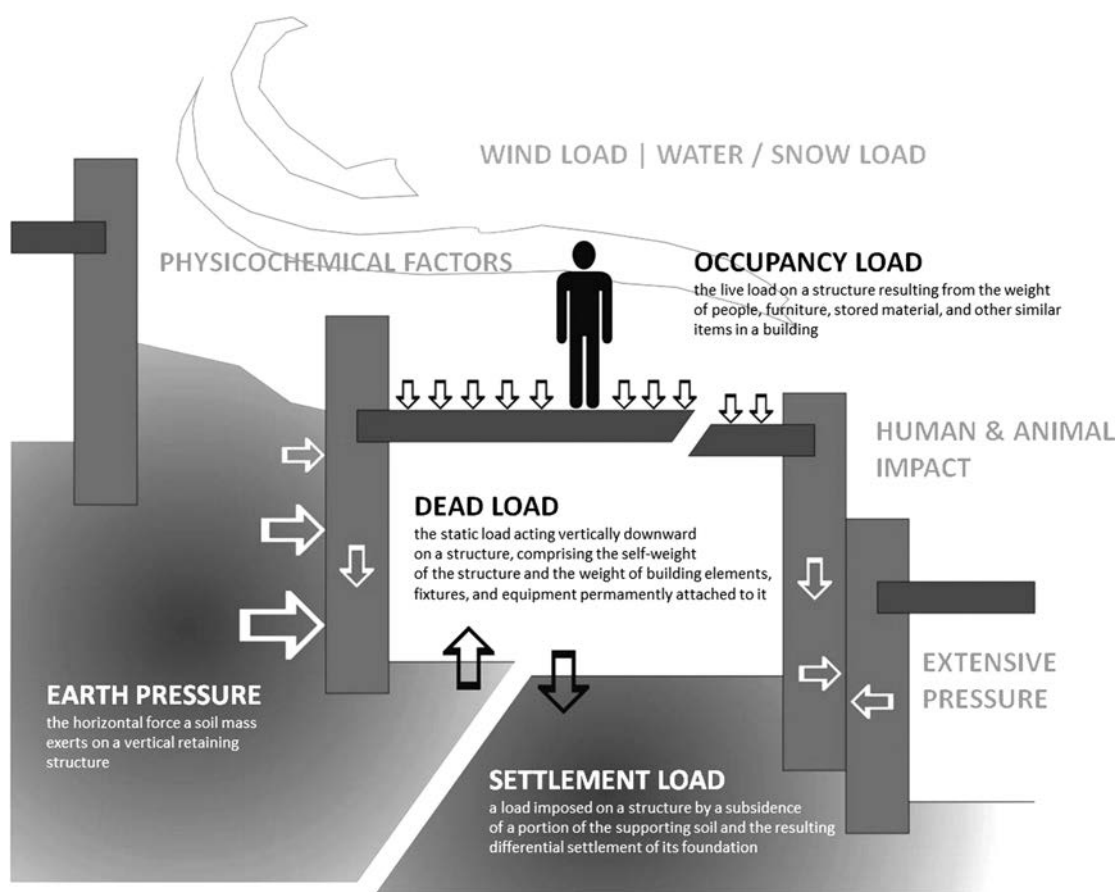 WIND LOAD | WATER / SNOW LOAD
PHYSICOCHEMICAL FACTORS
OCCUPANCY LOAD
the live load on a structure resulting from the weight
of people, furniture, stored material, and other similar
items in a building
HUMAN & ANIMAL
IMPACT
DEAD LOAD
the static load acting vertically downward
on a structure, comprising the self-weight
of the structure and the weight of building elements,
fixtures, and equipment permamently attached to it
EXTENSIVE
PRESSURE
EARTH PRESSURE
the horizontal force a soil mass
exerts on a vertical retaining
structure
SETTLEMENT LOAD
a load imposed on a structure by a subsidence
of a portion of the supporting soil and the resulting
differential settlement of its foundation